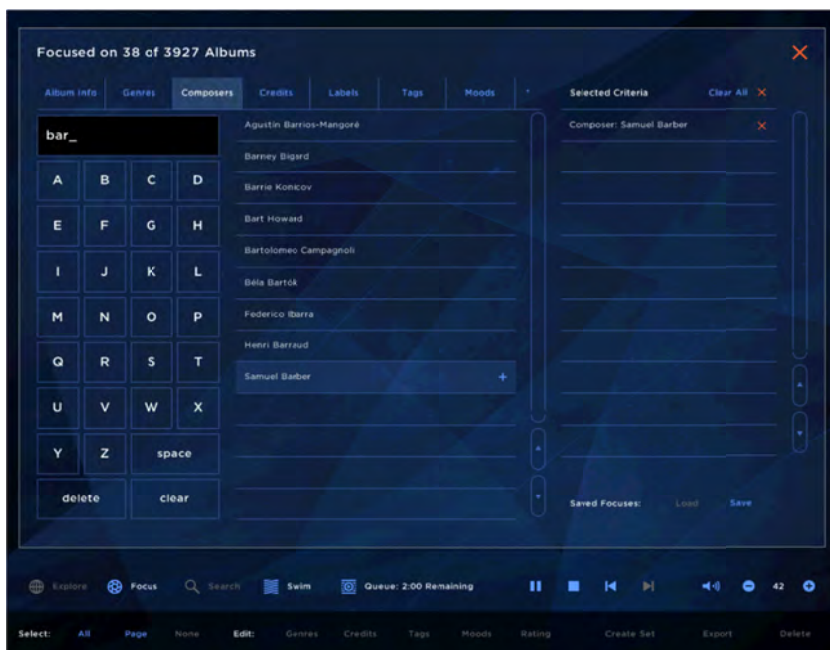 Focused on 38 of 3927 Albums
Album Info Genres Composers Credits Labels Tags Moods
Selected Criteria Clear All
bar_
Agustin Barrios-Mangoré
Barney Bigard
Barrie Konicov
Bart Howard
Bartolomeo Campagnoli
Béla Bartók
Federico Ibarra
Henri Barraud
Samuel Barber +
Composer: Samuel Barber
A B C D
E F G H
I J K L
M N O P
Q R S T
U V W X
Y Z space
delete clear
Saved Focuses: Load Save
Explore Focus Search Swim Queue: 2:00 Remaining 42
Select: All Page None Edit: Genres Credits Tags Moods Rating Create Set Export Delete